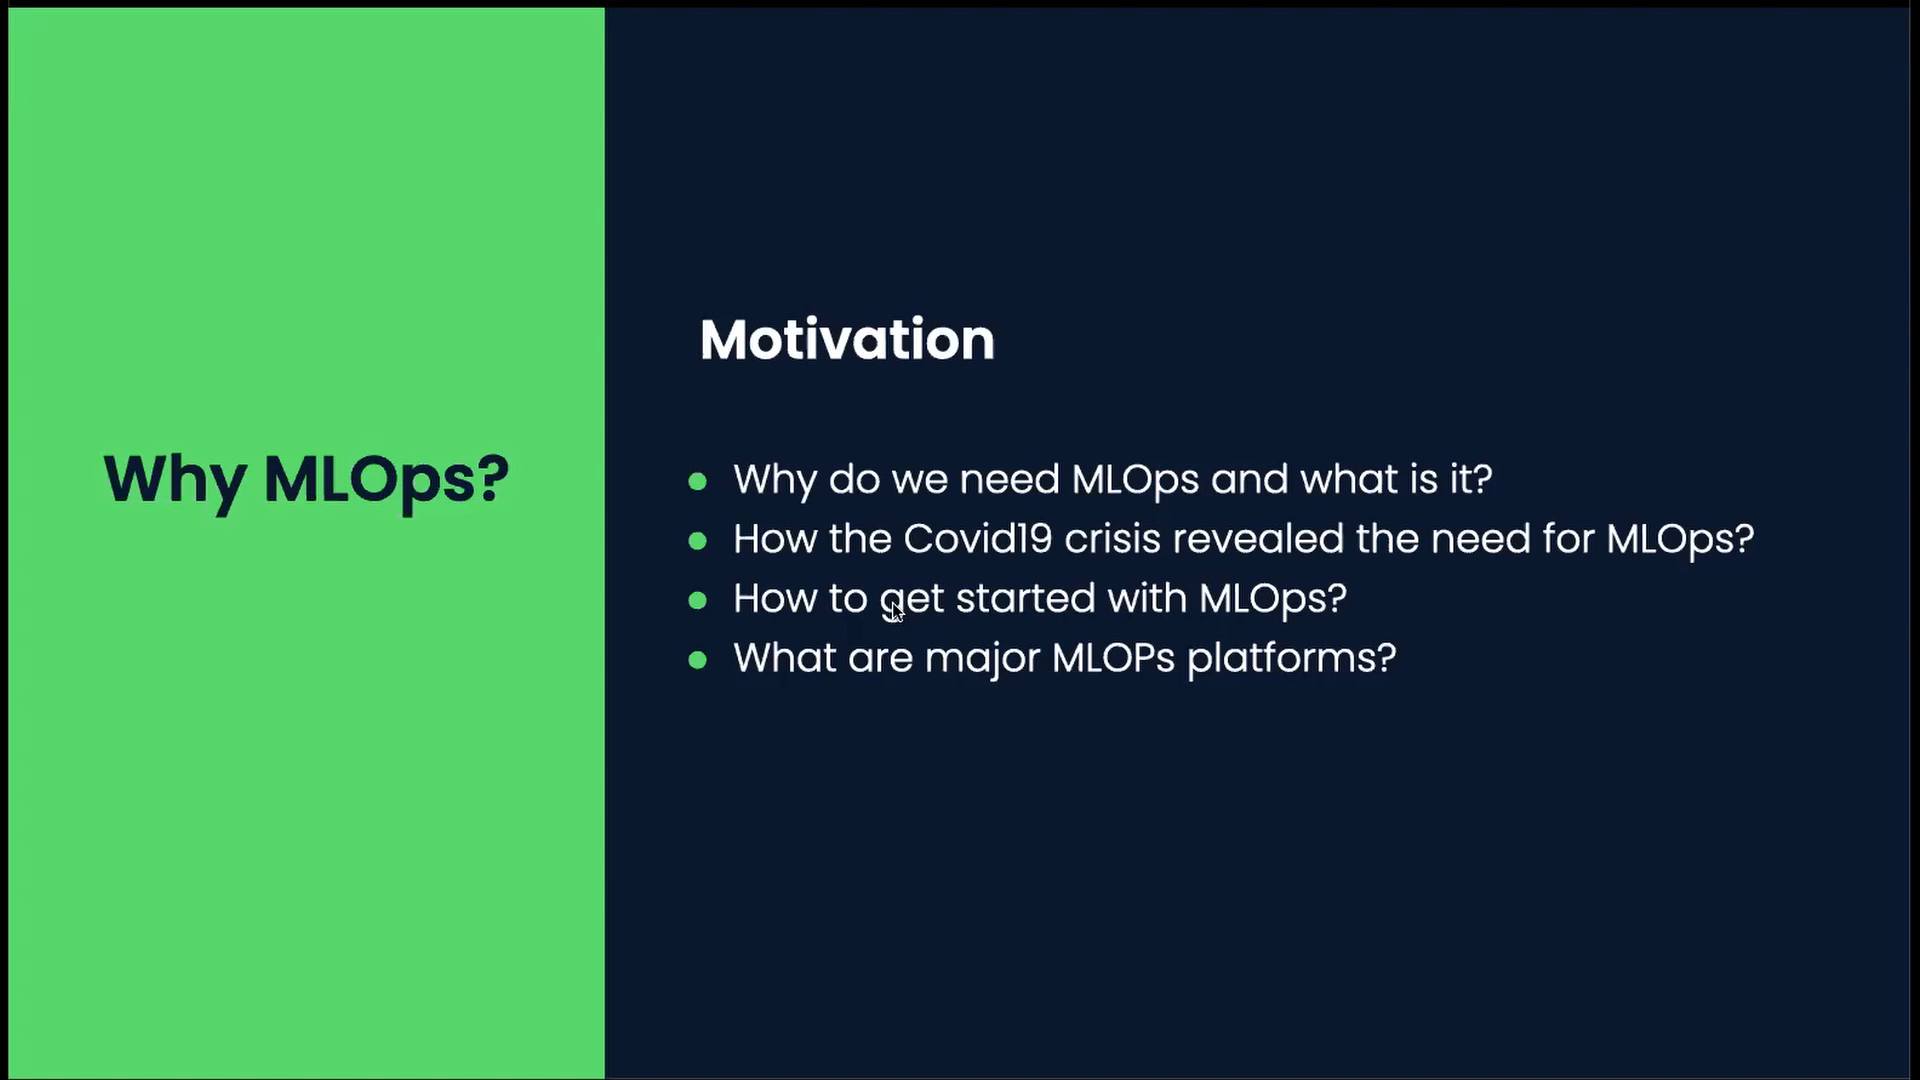 Why MLOps?
Motivation
Why do we need MLOps and what is it?
How the Covid19 crisis revealed the need for MLOps?
How to get started with MLOps?
What are major MLOPs platforms?